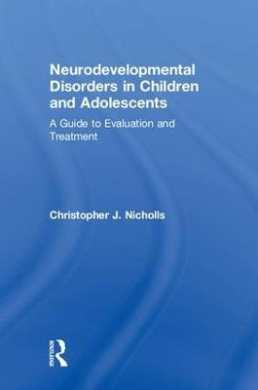 Neurodevelopmental
Disorders in Children
and Adolescents
A Guide to Evaluation and
Treatment
Christopher J. Nicholls
ROUTLEDGE